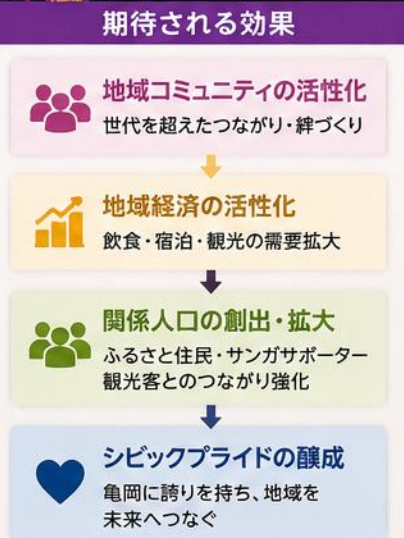 期待される効果
地域コミュニティの活性化
世代を超えたつながり・絆づくり
地域経済の活性化
飲食・宿泊・観光の需要拡大
関係人口の創出・拡大
ふるさと住民・サンガサポーター
観光客とのつながり強化
シビックプライドの醸成
亀岡に誇りを持ち、地域を
未来へつなぐ